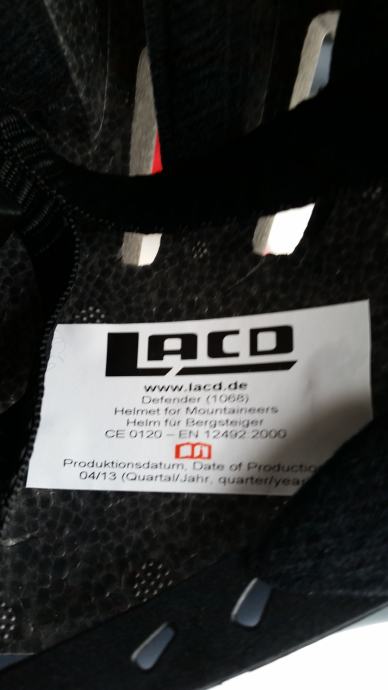 LACD
www.lacd.de
Defender (1068)
Helmet for Mountaineers
Helm für Bergsteiger
CE 0120 – EN 12492:2000
Produktionsdatum, Date of Production
04/13 (Quartal/Jahr, quarter/year